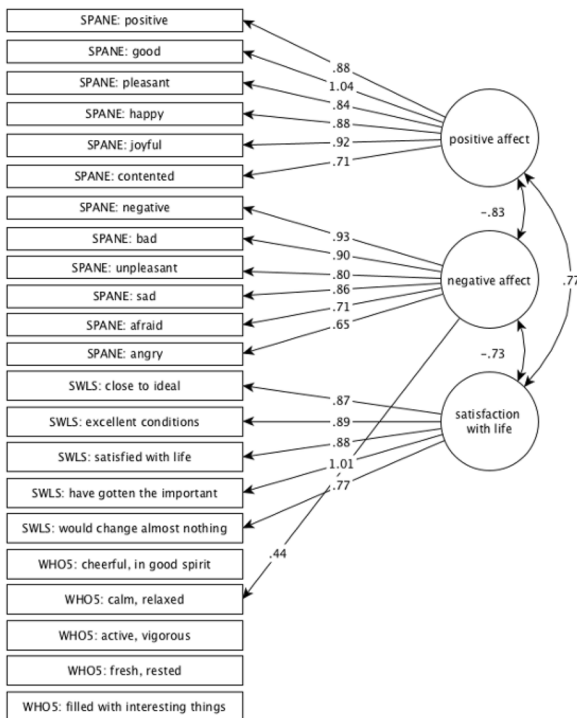 SPANE: positive
SPANE: good
SPANE: pleasant
SPANE: happy
SPANE: joyful
SPANE: contented
SPANE: negative
SPANE: bad
SPANE: unpleasant
SPANE: sad
SPANE: afraid
SPANE: angry
SWLS: close to ideal
SWLS: excellent conditions
SWLS: satisfied with life
SWLS: have gotten the important
SWLS: would change almost nothing
WHO5: cheerful, in good spirit
WHO5: calm, relaxed
WHO5: active, vigorous
WHO5: fresh, rested
WHO5: filled with interesting things
.88
1.04
.84
.88
.92
.71
.93
.90
.80
.86
.71
.65
.87
.89
.88
1.01
.77
.44
positive affect
-.83
negative affect
-.73
.77
satisfaction
with life